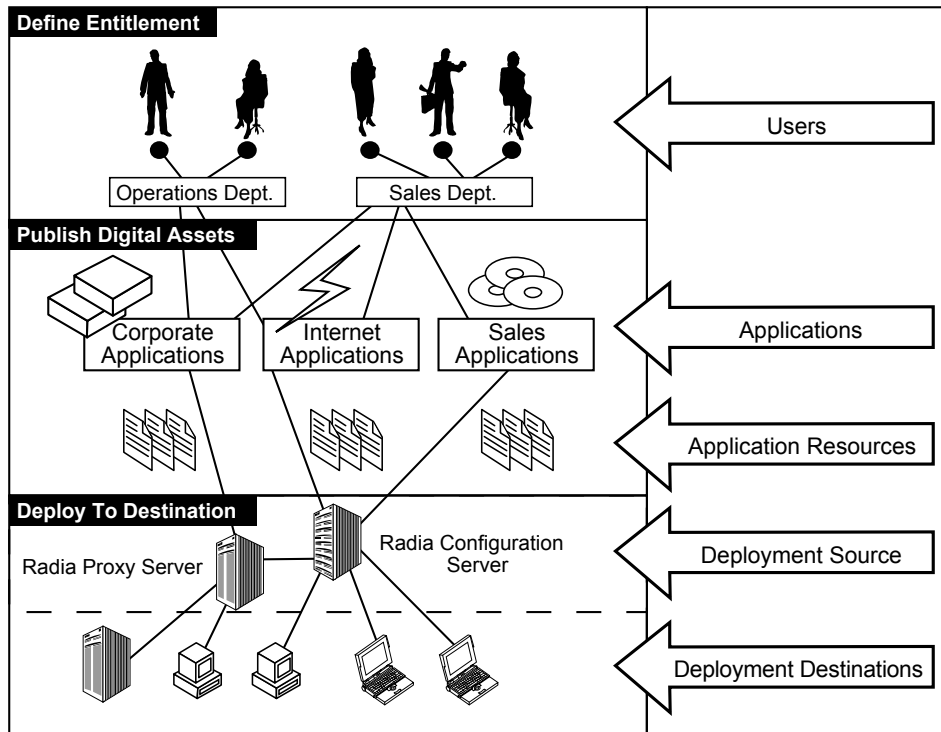 Define Entitlement
Users
Operations Dept.
Sales Dept.
Publish Digital Assets
Corporate
Applications
Internet
Applications
Sales
Applications
Applications
Application Resources
Deploy To Destination
Radia Proxy Server
Radia Configuration
Server
Deployment Source
Deployment Destinations